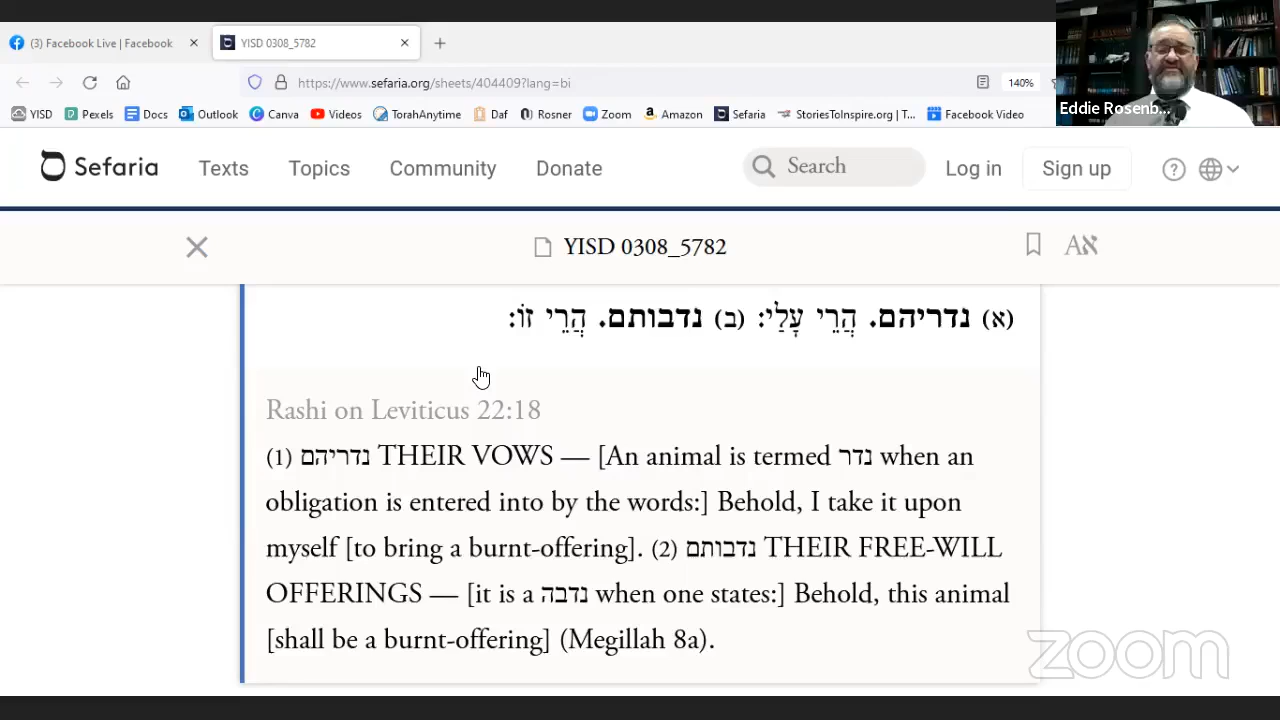 (3) Facebook Live | Facebook
YISD 0308_5782
https://www.sefaria.org/sheets/404409?lang=bi
140%
YISD Pexels Docs Outlook Canva Videos TorahAnytime Daf Rosner Zoom Amazon Sefaria StoriesToInspire.org | T... Facebook Video
Eddie Rosenb...
Sefaria Texts Topics Community Donate Search Log in Sign up
YISD 0308_5782
Aא
(א) נדריהם. הֲרֵי עָלַי: (ב) נדבותם. הֲרֵי זוֹ:
Rashi on Leviticus 22:18
(1) נדריהם THEIR VOWS — [An animal is termed נדר when an
obligation is entered into by the words:] Behold, I take it upon
myself [to bring a burnt-offering]. (2) נדבותם THEIR FREE-WILL
OFFERINGS — [it is a נדבה when one states:] Behold, this animal
[shall be a burnt-offering] (Megillah 8a).
zoom